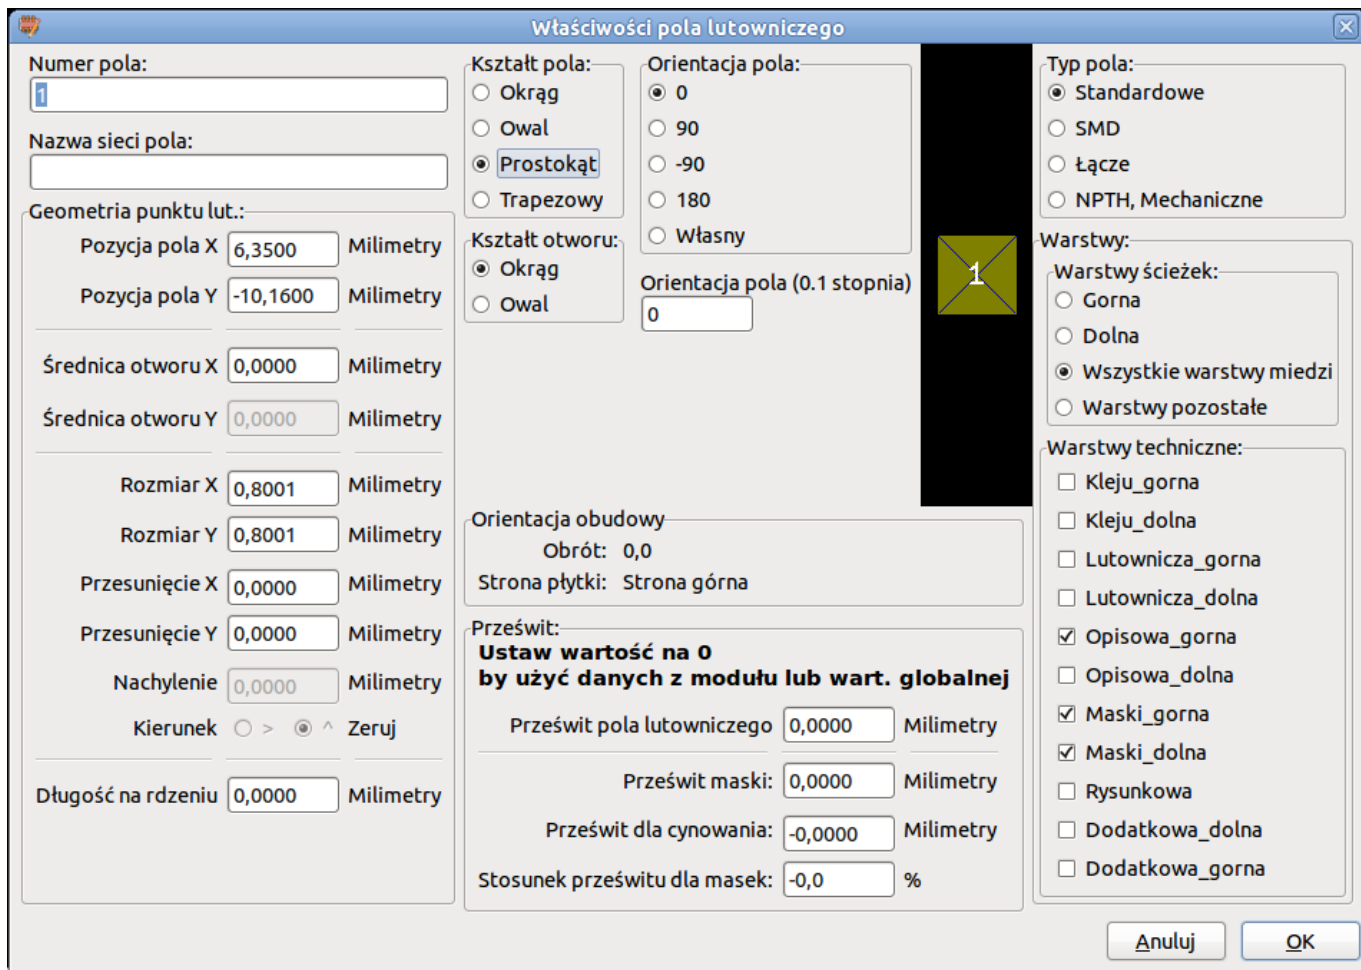 Właściwości pola lutowniczego
Numer pola:
1
Nazwa sieci pola:
Geometria punktu lut.:
Pozycja pola X 6,3500 Milimetry
Pozycja pola Y -10,1600 Milimetry
Średnica otworu X 0,0000 Milimetry
Średnica otworu Y 0,0000 Milimetry
Rozmiar X 0,8001 Milimetry
Rozmiar Y 0,8001 Milimetry
Przesunięcie X 0,0000 Milimetry
Przesunięcie Y 0,0000 Milimetry
Nachylenie 0,0000 Milimetry
Kierunek > ^ Zeruj
Długość na rdzeniu 0,0000 Milimetry
Kształt pola:
Okrąg
Owal
Prostokąt
Trapezowy
Kształt otworu:
Okrąg
Owal
Orientacja pola:
0
90
-90
180
Własny
Orientacja pola (0.1 stopnia)
0
1
Orientacja obudowy
Obrót: 0,0
Strona płytki: Strona górna
Prześwit:
Ustaw wartość na 0
by użyć danych z modułu lub wart. globalnej
Prześwit pola lutowniczego 0,0000 Milimetry
Prześwit maski: 0,0000 Milimetry
Prześwit dla cynowania: -0,0000 Milimetry
Stosunek prześwitu dla masek: -0,0 %
Typ pola:
Standardowe
SMD
Łącze
NPTH, Mechaniczne
Warstwy:
Warstwy ścieżek:
Gorna
Dolna
Wszystkie warstwy miedzi
Warstwy pozostałe
Warstwy techniczne:
Kleju_gorna
Kleju_dolna
Lutownicza_gorna
Lutownicza_dolna
Opisowa_gorna
Opisowa_dolna
Maski_gorna
Maski_dolna
Rysunkowa
Dodatkowa_dolna
Dodatkowa_gorna
Anuluj
OK